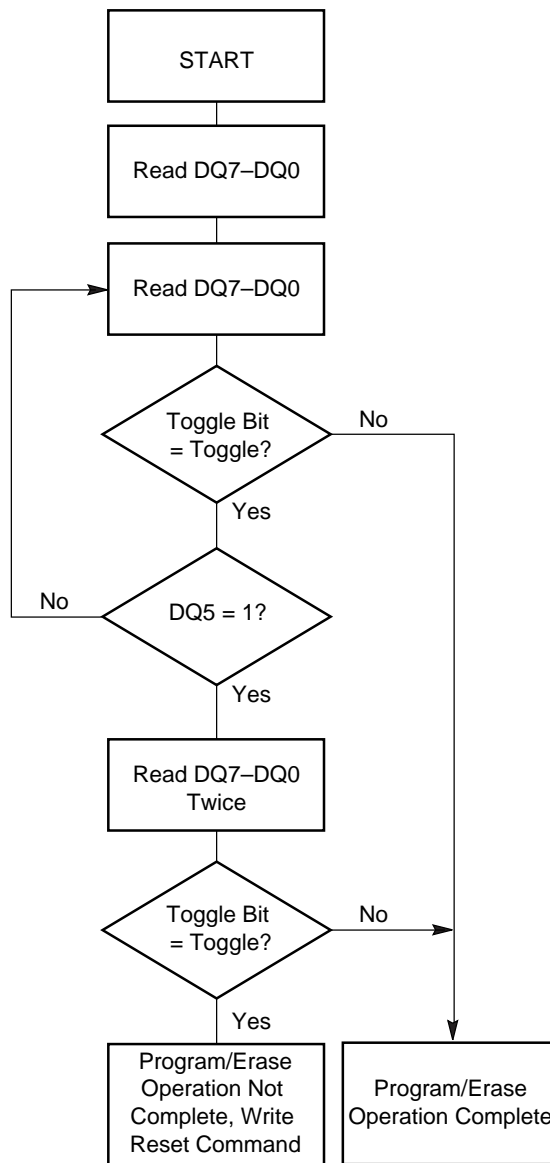 START
Read DQ7–DQ0
Read DQ7–DQ0
Toggle Bit
= Toggle?
No
Yes
No
DQ5 = 1?
Yes
Read DQ7–DQ0
Twice
Toggle Bit
= Toggle?
No
Yes
Program/Erase
Operation Not
Complete, Write
Reset Command
Program/Erase
Operation Complete